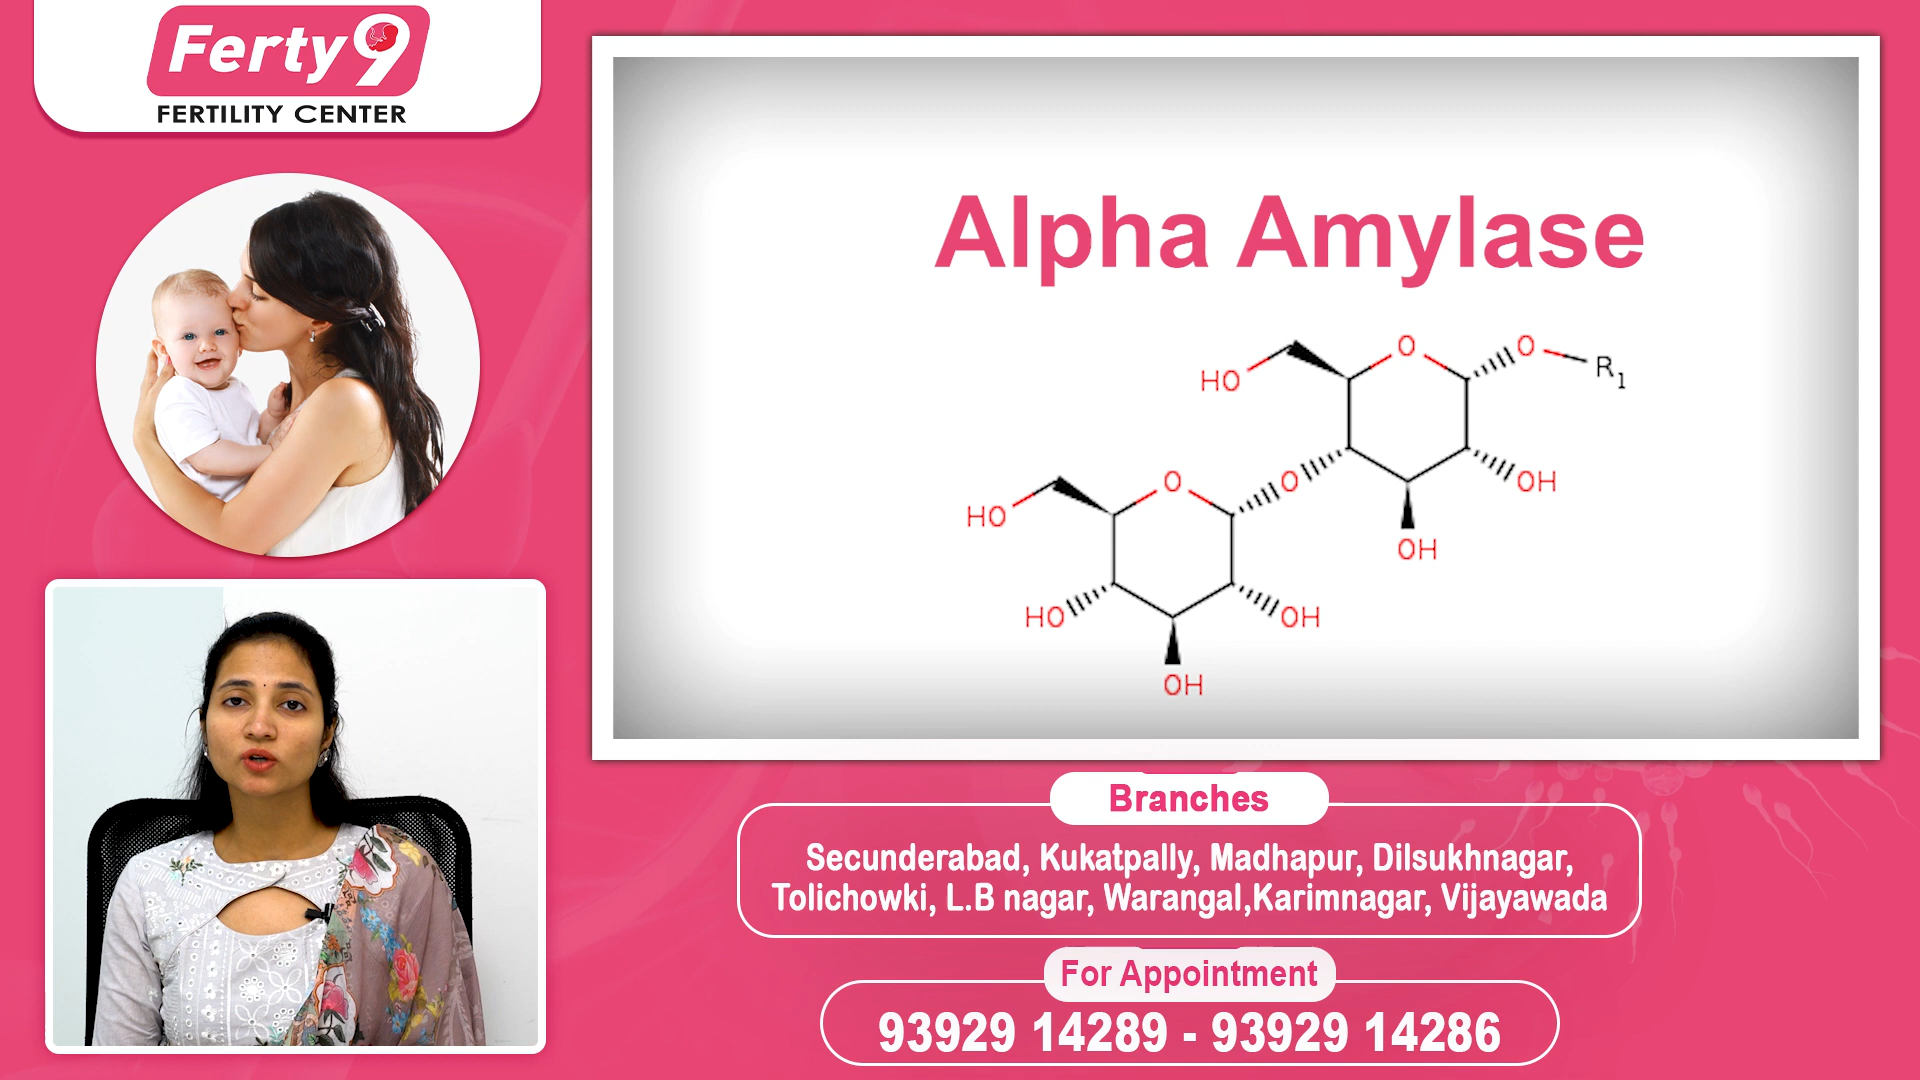 Ferty9
FERTILITY CENTER
Alpha Amylase
HO
O
O
R1
HO
O
O
OH
OH
HO
OH
OH
Branches
Secunderabad, Kukatpally, Madhapur, Dilsukhnagar,
Tolichowki, L.B nagar, Warangal,Karimnagar, Vijayawada
For Appointment
93929 14289 - 93929 14286